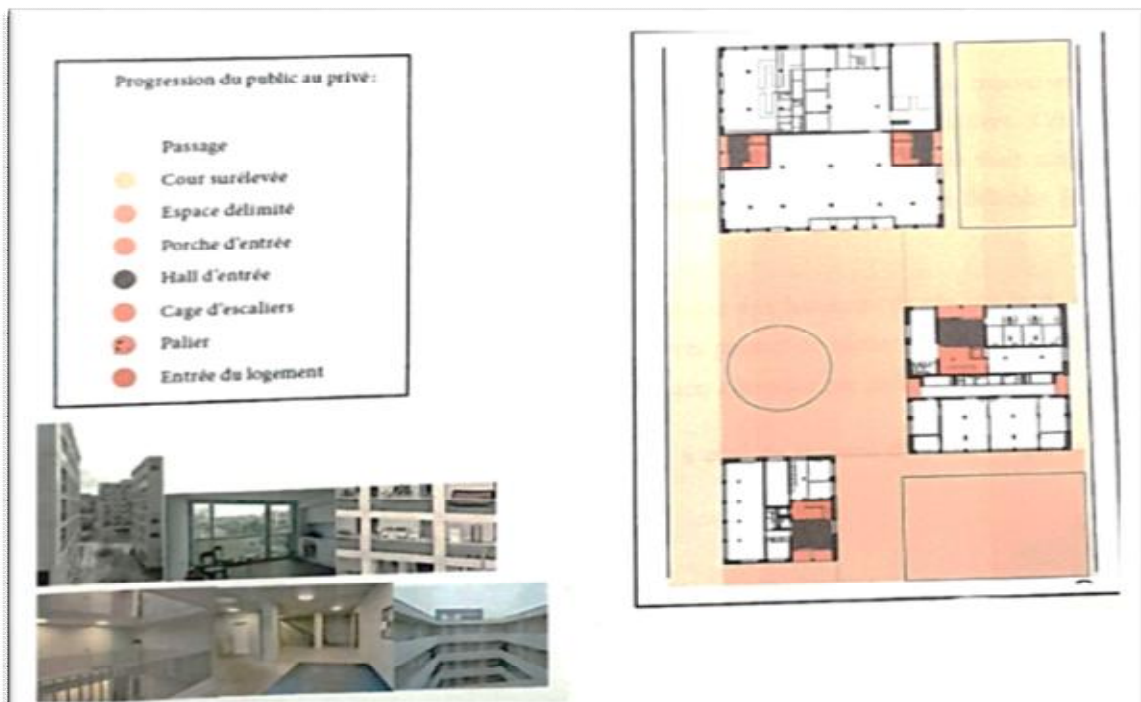 Progression du public au privé :
Passage
Cour surélevée
Espace délimité
Porche d'entrée
Hall d'entrée
Cage d'escaliers
Palier
Entrée du logement